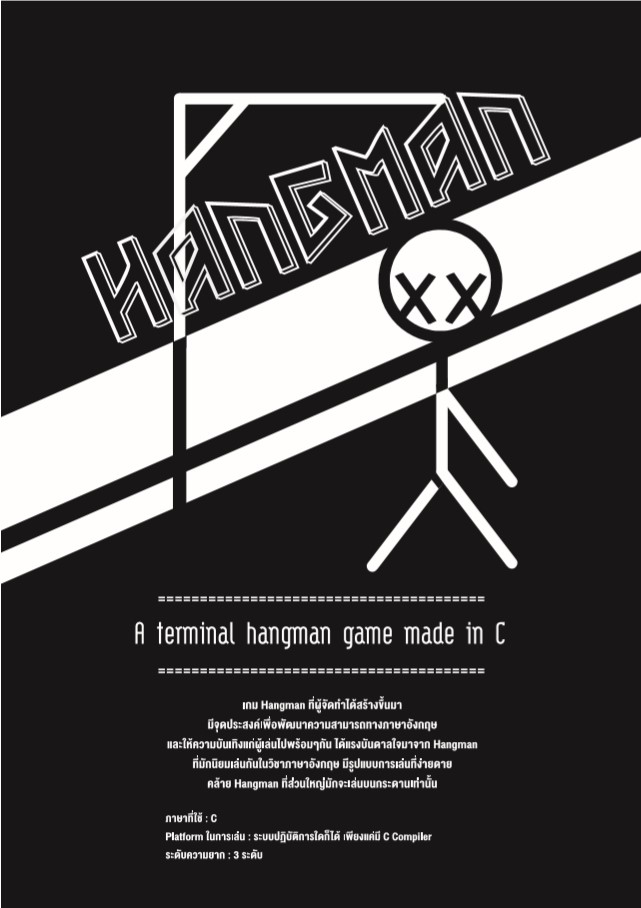 HANGMAN
XX
=======================================
A terminal hangman game made in C
=======================================
เกม Hangman ที่ผู้จัดทำได้สร้างขึ้นมา
มีจุดประสงค์เพื่อพัฒนาความสามารถทางภาษาอังกฤษ
และให้ความบันเทิงแก่ผู้เล่นไปพร้อมๆกัน ได้แรงบันดาลใจมาจาก Hangman
ที่มักนิยมเล่นกันในวิชาภาษาอังกฤษ มีรูปแบบการเล่นที่ง่ายดาย
คล้าย Hangman ที่ส่วนใหญ่มักจะเล่นบนกระดานเท่านั้น
ภาษาที่ใช้ : C
Platform ในการเล่น : ระบบปฏิบัติการใดก็ได้ เพียงแค่มี C Compiler
ระดับความยาก : 3 ระดับ